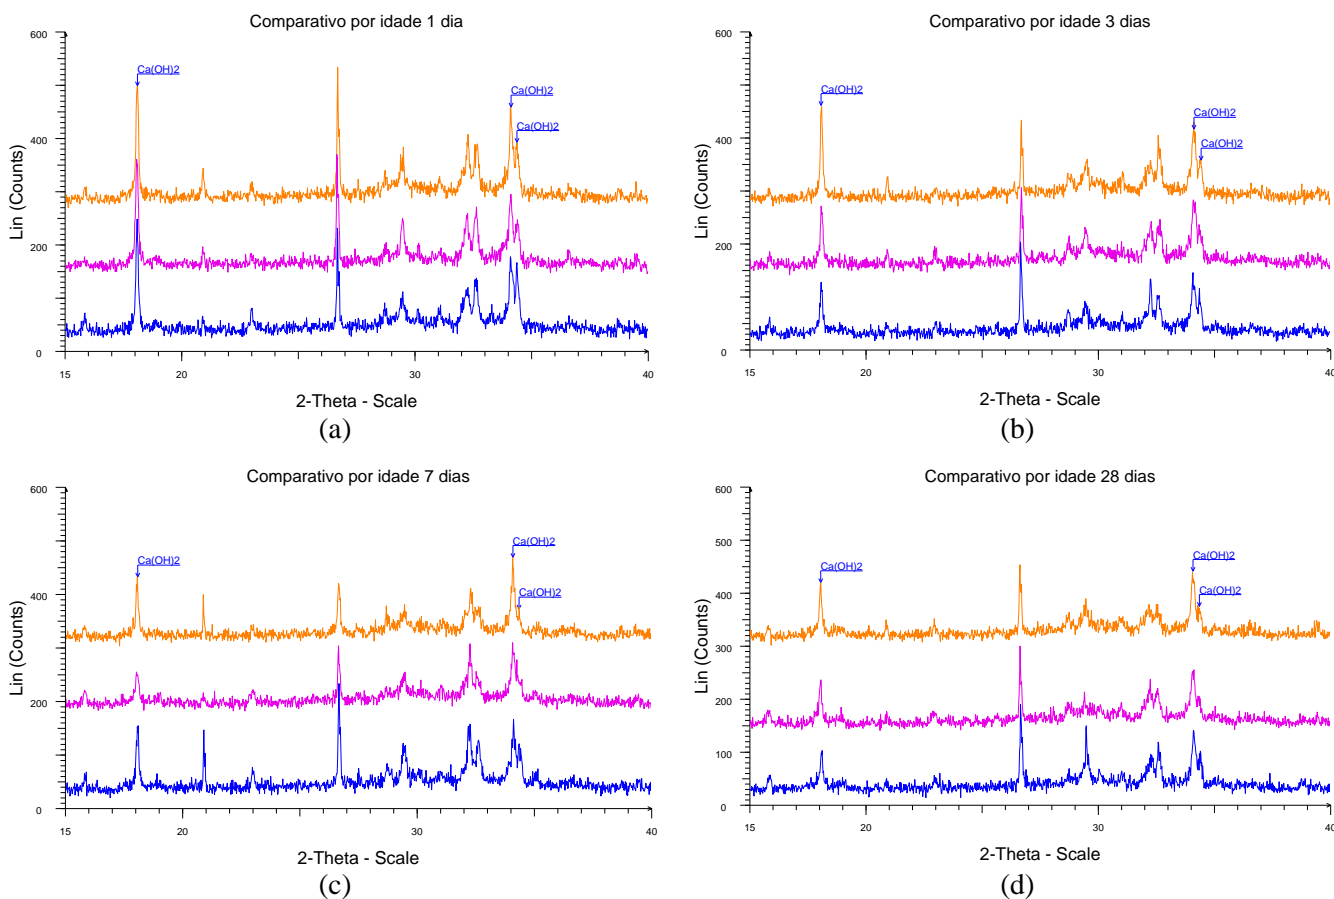 Comparativo por idade 1 dia
600
400
200
0
Lin (Counts)
Ca(OH)2
Ca(OH)2
Ca(OH)2
15
20
30
40
2-Theta - Scale
(a)
Comparativo por idade 3 dias
600
400
200
0
Lin (Counts)
Ca(OH)2
Ca(OH)2
Ca(OH)2
15
20
30
40
2-Theta - Scale
(b)
Comparativo por idade 7 dias
600
400
200
0
Lin (Counts)
Ca(OH)2
Ca(OH)2
Ca(OH)2
15
20
30
40
2-Theta - Scale
(c)
Comparativo por idade 28 dias
600
500
400
300
200
100
0
Lin (Counts)
Ca(OH)2
Ca(OH)2
Ca(OH)2
15
20
30
40
2-Theta - Scale
(d)